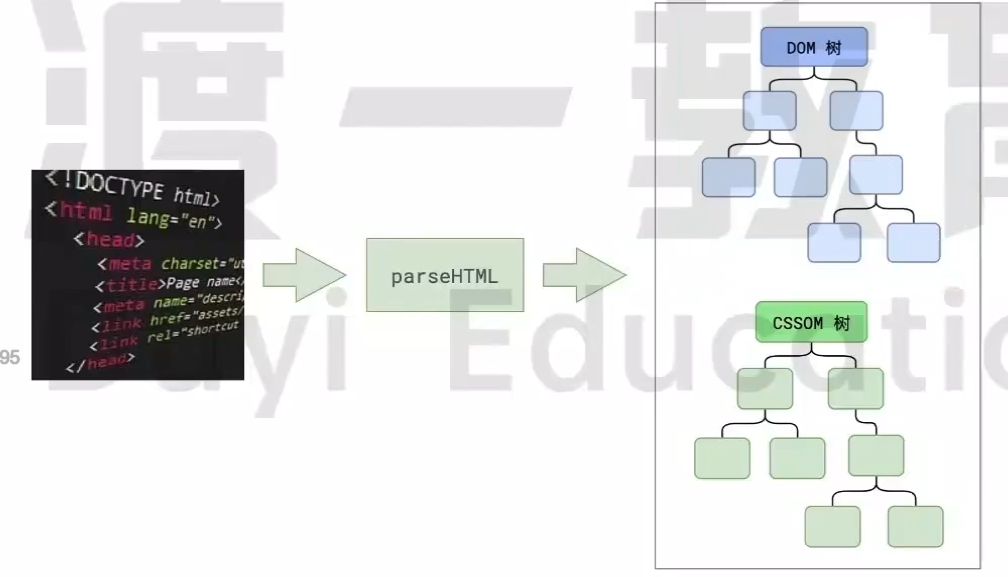 渡一教育
Duyi Education
<!DOCTYPE html>
<html lang="en">
<head>
<meta charset="ut
<title>Page name</
<meta name="descri
<link href="assets/
<link rel="shortcut
</head>
95
parseHTML
DOM 树
CSSOM 树